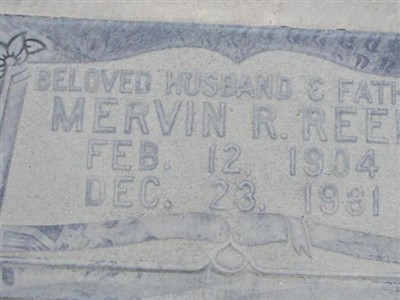 BELOVED HUSBAND & FATH
MERVIN R. REE
FEB. 12, 1904
DEC. 23, 1981